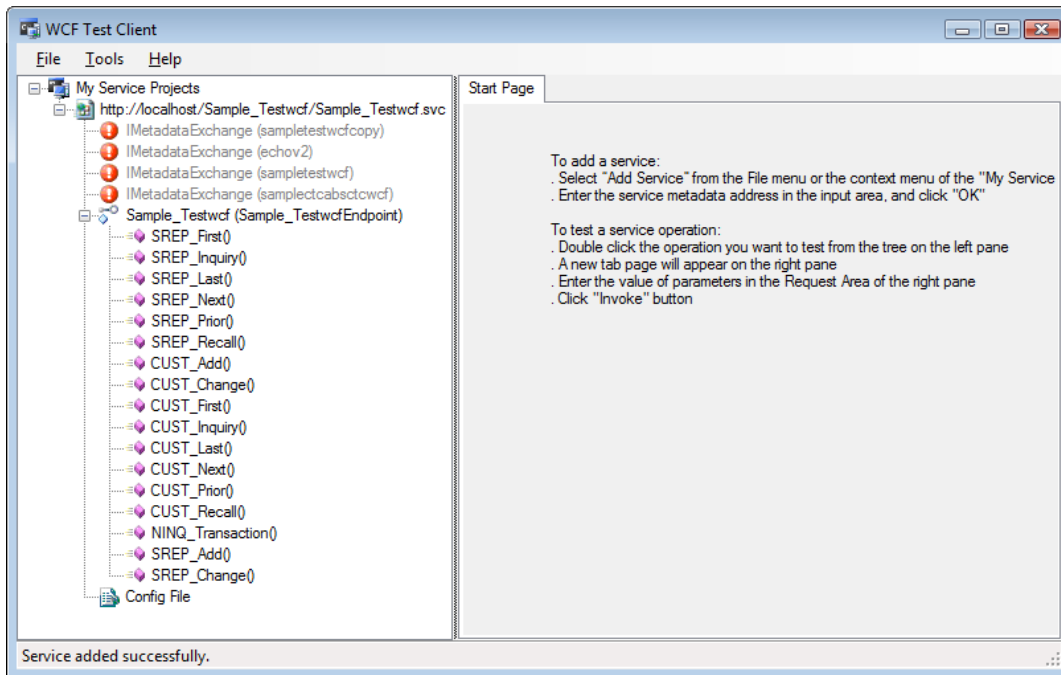 WCF Test Client
File Tools Help
My Service Projects
http://localhost/Sample_Testwcf/Sample_Testwcf.svc
IMetadataExchange (sampletestwcfcopy)
IMetadataExchange (echov2)
IMetadataExchange (sampletestwcf)
IMetadataExchange (samplectcabsctcwcf)
Sample_Testwcf (Sample_TestwcfEndpoint)
SREP_First()
SREP_Inquiry()
SREP_Last()
SREP_Next()
SREP_Prior()
SREP_Recall()
CUST_Add()
CUST_Change()
CUST_First()
CUST_Inquiry()
CUST_Last()
CUST_Next()
CUST_Prior()
CUST_Recall()
NINQ_Transaction()
SREP_Add()
SREP_Change()
Config File
Start Page
To add a service:
. Select "Add Service" from the File menu or the context menu of the "My Service
. Enter the service metadata address in the input area, and click "OK"
To test a service operation:
. Double click the operation you want to test from the tree on the left pane
. A new tab page will appear on the right pane
. Enter the value of parameters in the Request Area of the right pane
. Click "Invoke" button
Service added successfully.